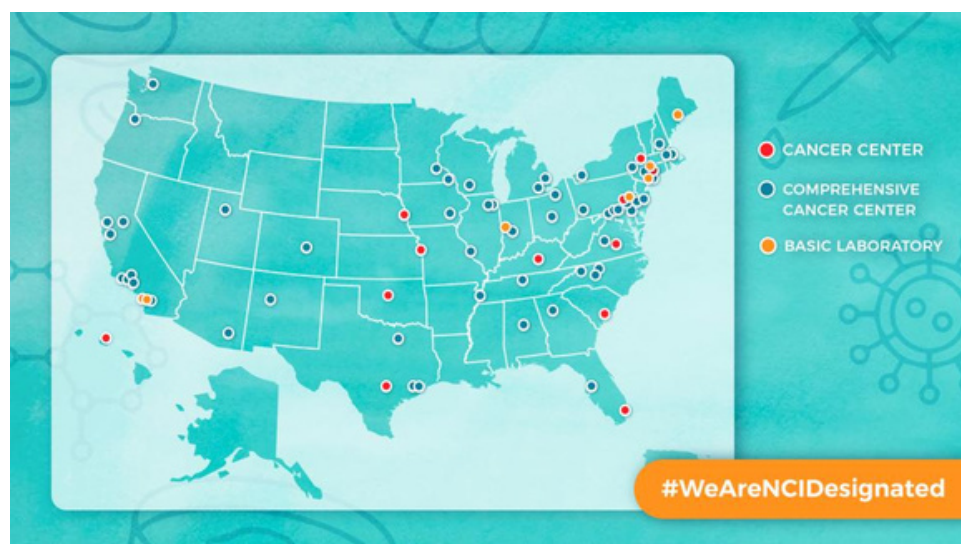 CANCER CENTER
COMPREHENSIVE
CANCER CENTER
BASIC LABORATORY
#WeAreNCIDesignated